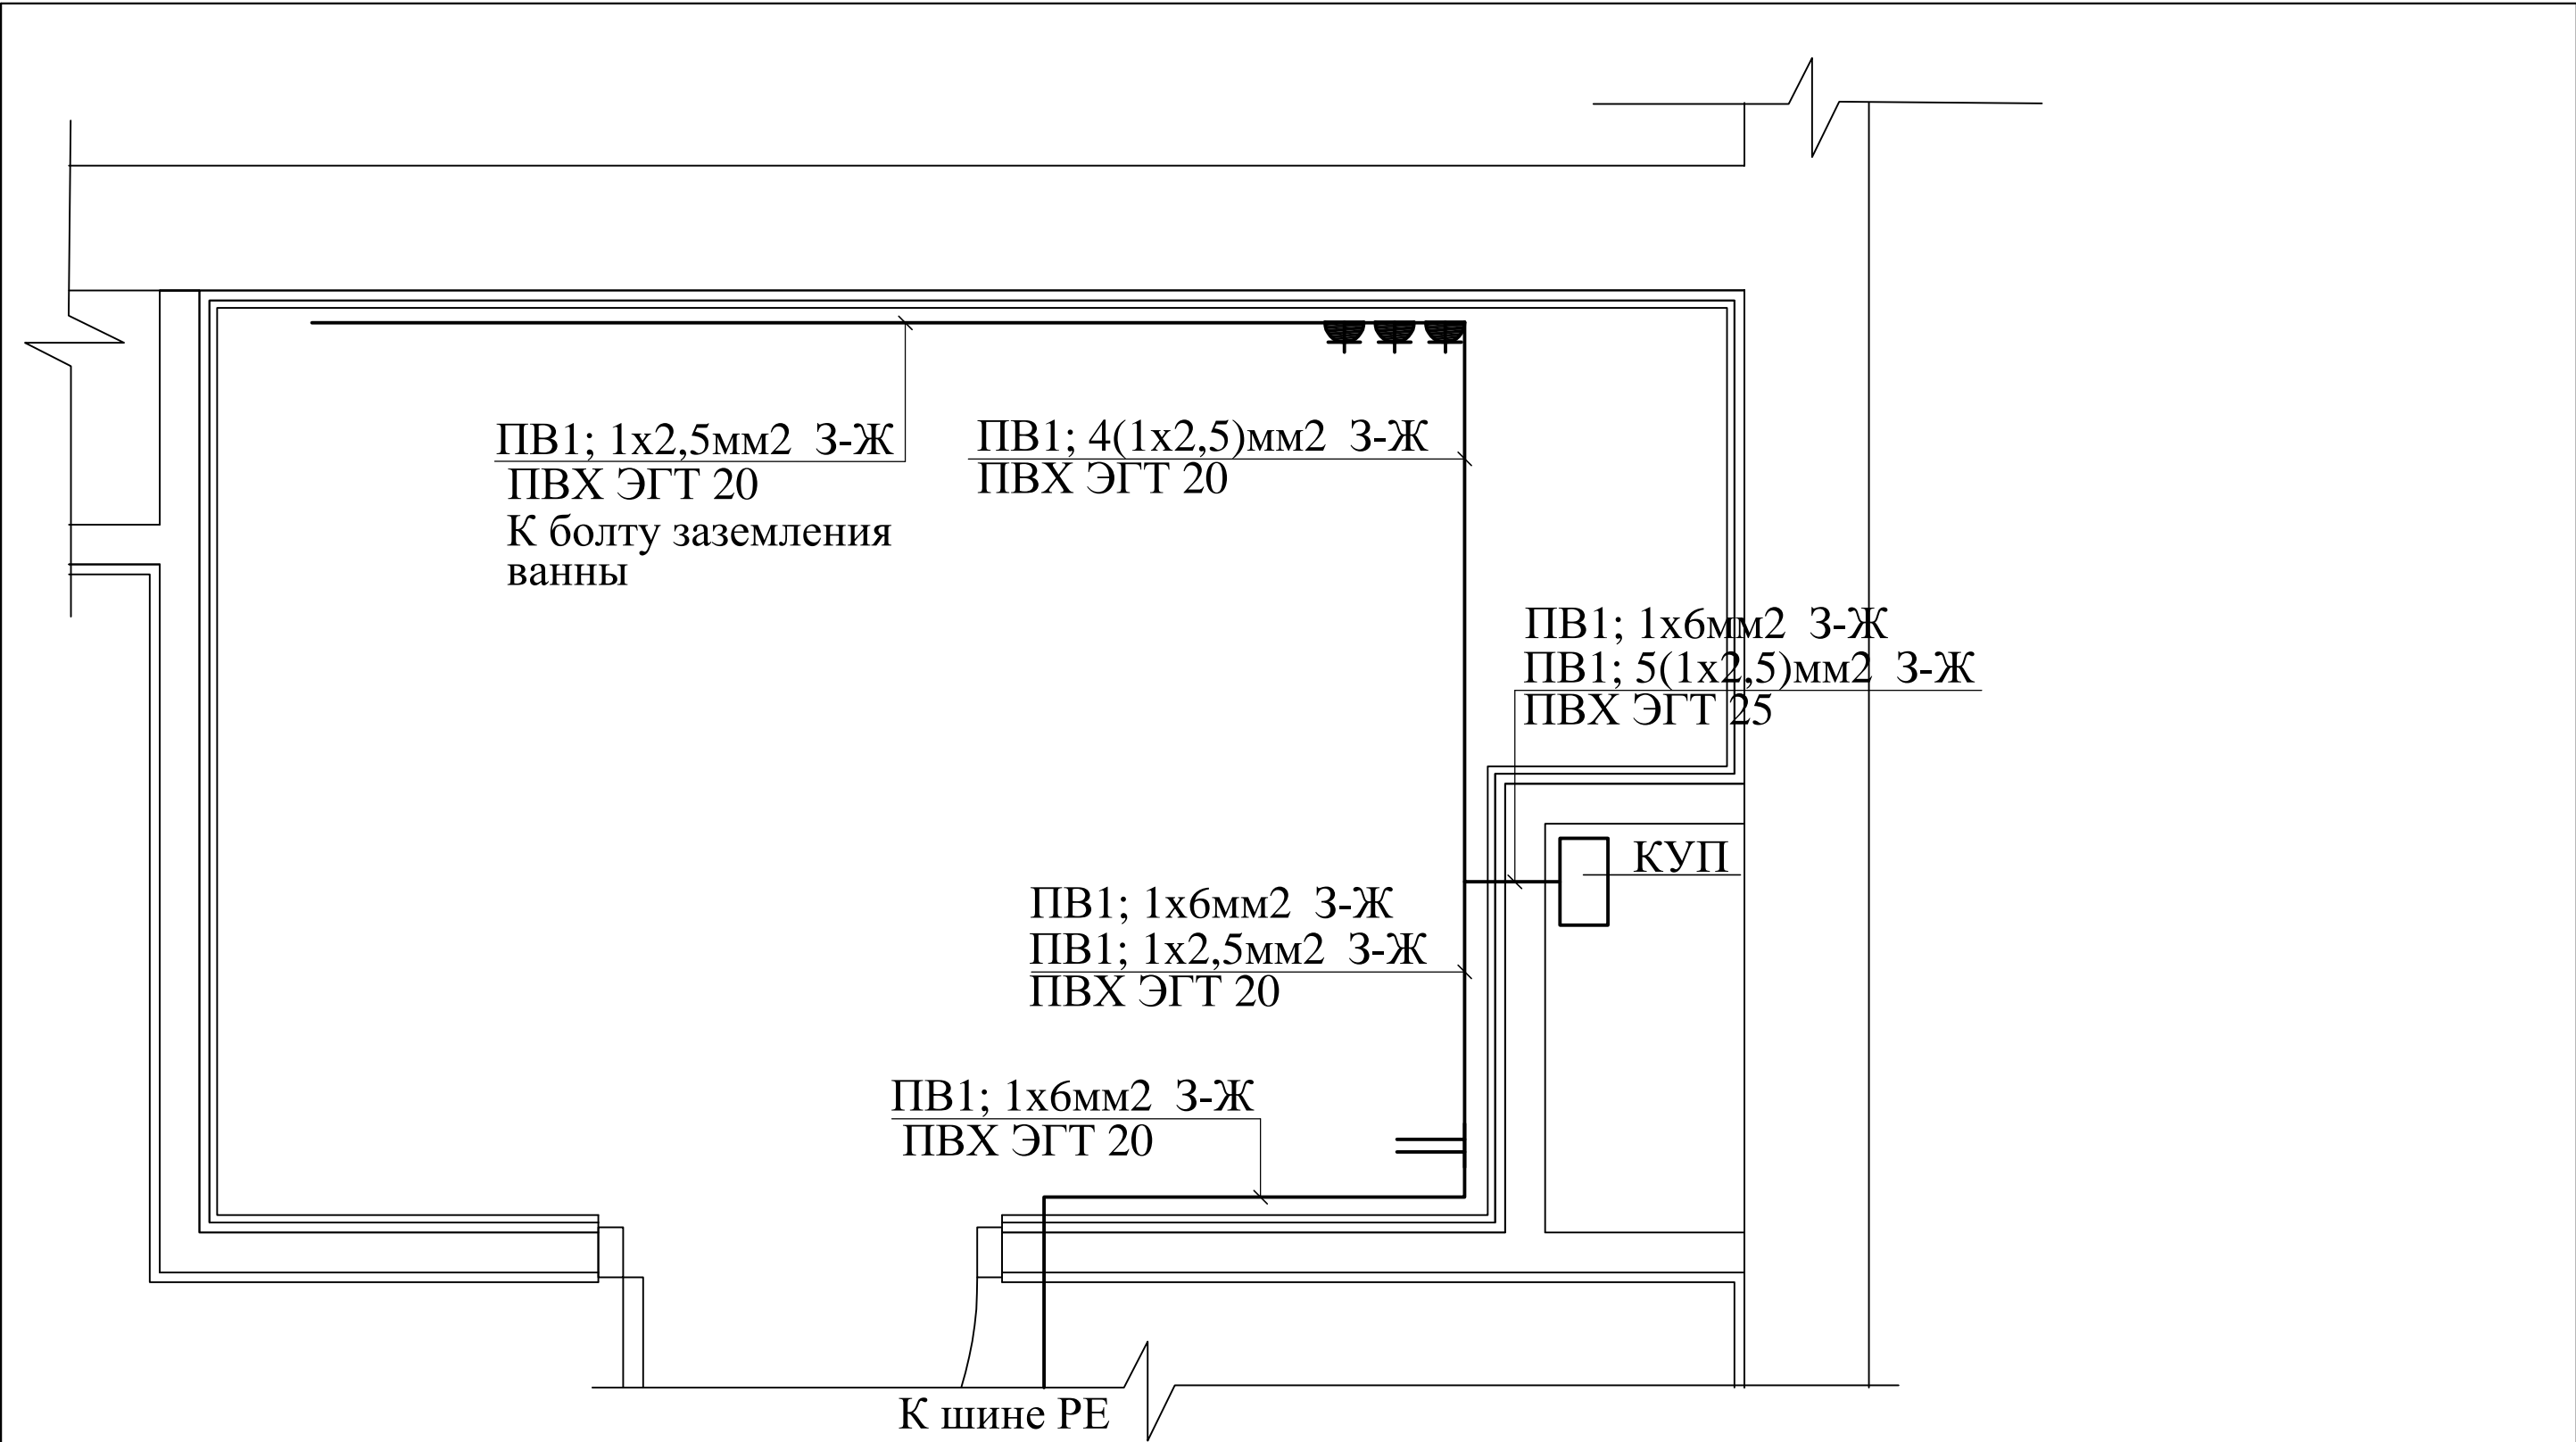 ПВ1; 1х2,5мм2 З-Ж
ПВХ ЭГТ 20
К болту заземления
ванны
ПВ1; 4(1х2,5)мм2 З-Ж
ПВХ ЭГТ 20
ПВ1; 1х6мм2 З-Ж
ПВ1; 5(1х2,5)мм2 З-Ж
ПВХ ЭГТ 25
КУП
ПВ1; 1х6мм2 З-Ж
ПВ1; 1х2,5мм2 З-Ж
ПВХ ЭГТ 20
ПВ1; 1х6мм2 З-Ж
ПВХ ЭГТ 20
К шине РЕ